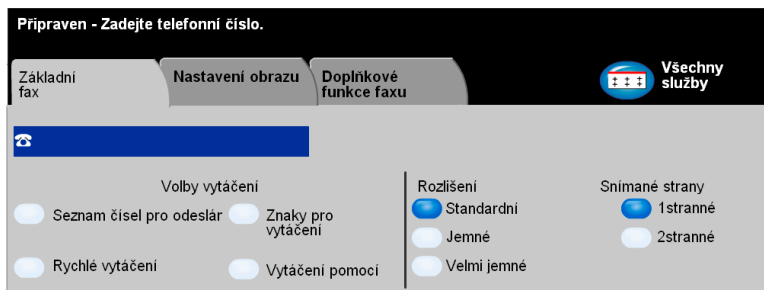 Připraven - Zadejte telefonní číslo.
Základní
fax
Nastavení obrazu
Doplňkové
funkce faxu
Všechny
služby
Volby vytáčení
Seznam čísel pro odeslár
Znaky pro
vytáčení
Rychlé vytáčení
Vytáčení pomocí
Rozlišení
Standardní
Jemné
Velmi jemné
Snímané strany
1stranné
2stranné